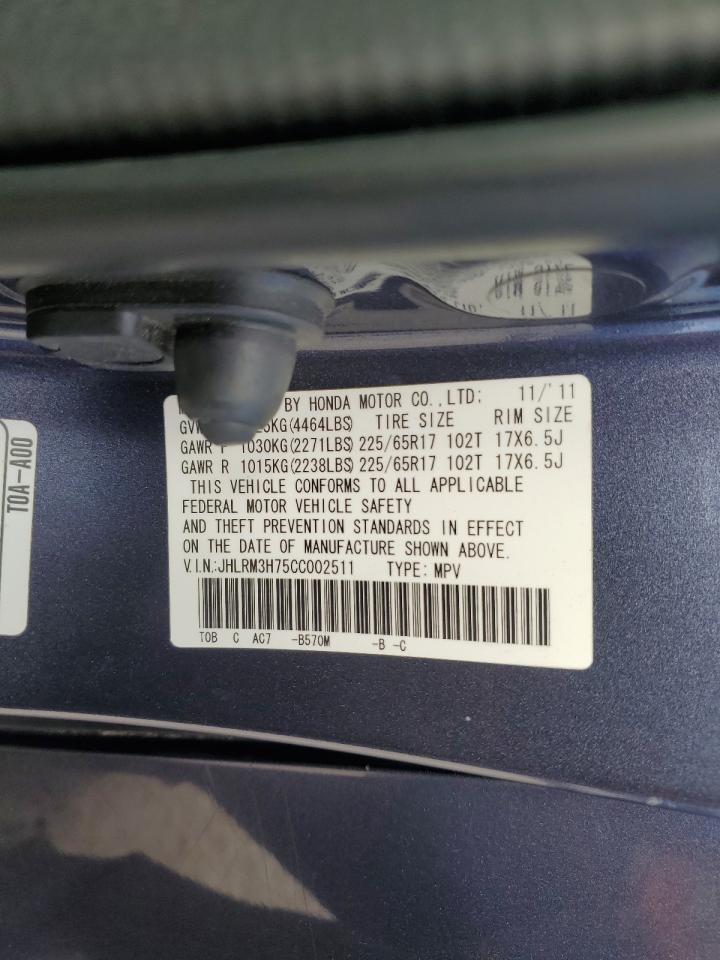 BY HONDA MOTOR CO.,LTD: 11/'11
(4464LBS) TIRE SIZE RIM SIZE
GAWR F 1030KG(2271LBS) 225/65R17 102T 17X6.5J
GAWR R 1015KG(2238LBS) 225/65R17 102T 17X6.5J
THIS VEHICLE CONFORMS TO ALL APPLICABLE
FEDERAL MOTOR VEHICLE SAFETY
AND THEFT PREVENTION STANDARDS IN EFFECT
ON THE DATE OF MANUFACTURE SHOWN ABOVE.
V.I.N.:JHLRM3H75CC002511 TYPE: MPV
TOB C AC7 -B570M -B -C
TOA-A00